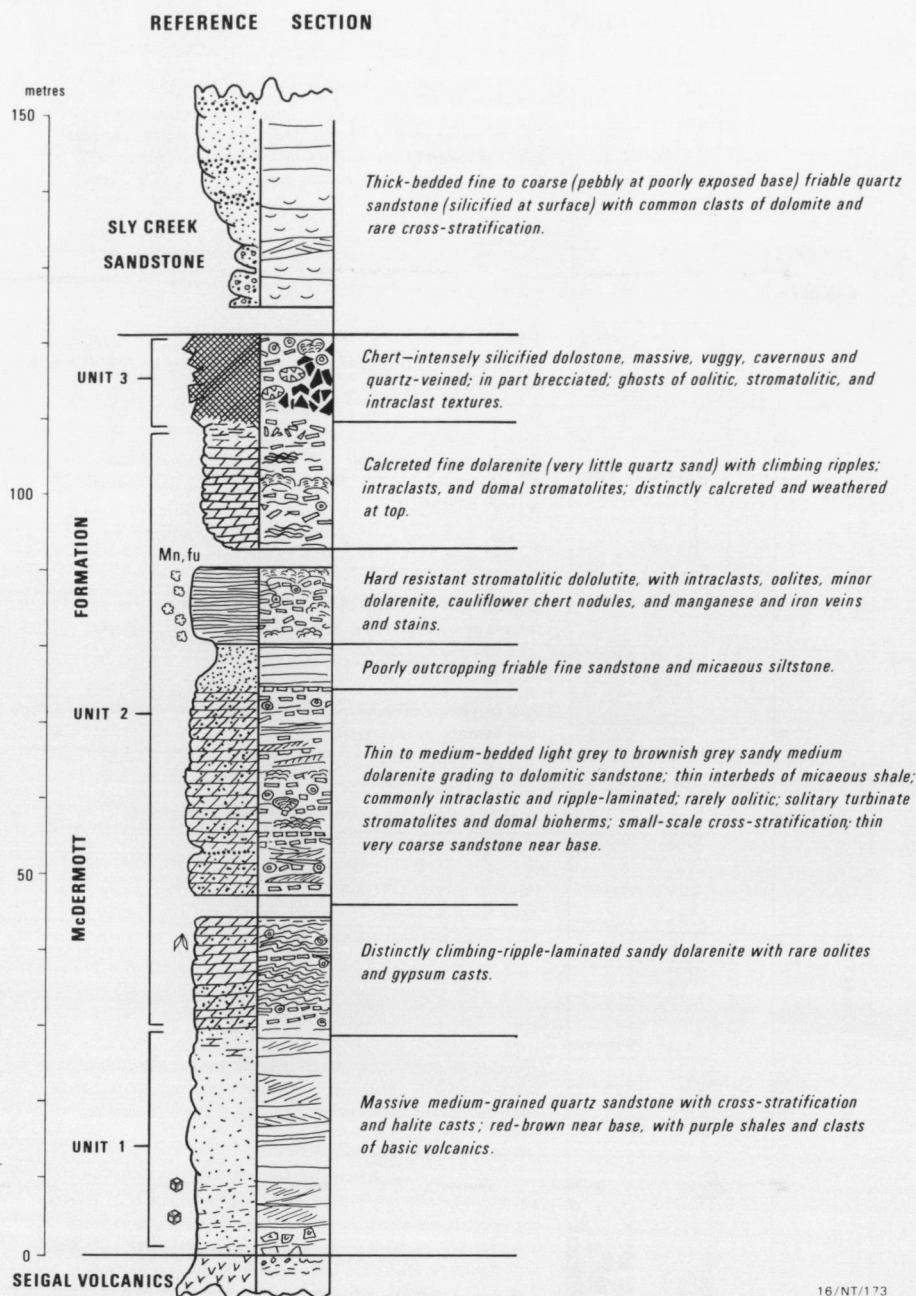 REFERENCE SECTION
metres
150
Thick-bedded fine to coarse (pebbly at poorly exposed base) friable quartz
sandstone (silicified at surface) with common clasts of dolomite and
rare cross-stratification.
SLY CREEK
SANDSTONE
UNIT 3
Chert—intensely silicified dolostone, massive, vuggy, cavernous and
quartz-veined; in part brecciated; ghosts of oolitic, stromatolitic, and
intraclast textures.
100
Calcreted fine dolarenite (very little quartz sand) with climbing ripples;
intraclasts, and domal stromatolites; distinctly calcreted and weathered
at top.
Mn, fu
FORMATION
Hard resistant stromatolitic dololutite, with intraclasts, oolites, minor
dolarenite, cauliflower chert nodules, and manganese and iron veins
and stains.
Poorly outcropping friable fine sandstone and micaeous siltstone.
UNIT 2
Thin to medium-bedded light grey to brownish grey sandy medium
dolarenite grading to dolomitic sandstone; thin interbeds of micaeous shale;
commonly intraclastic and ripple-laminated; rarely oolitic; solitary turbinate
stromatolites and domal bioherms; small-scale cross-stratification; thin
very coarse sandstone near base.
50
McDERMOTT
Distinctly climbing-ripple-laminated sandy dolarenite with rare oolites
and gypsum casts.
Massive medium-grained quartz sandstone with cross-stratification
and halite casts; red-brown near base, with purple shales and clasts
of basic volcanics.
UNIT 1
0
SEIGAL VOLCANICS
16/NT/173